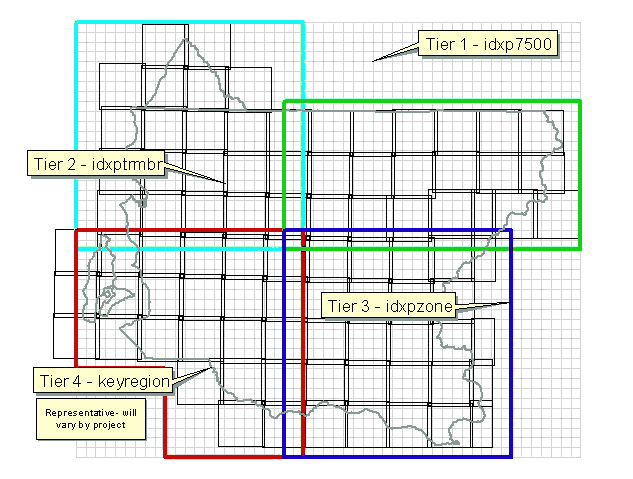 Tier 1 - idxp7500
Tier 2 - idxptrmbr
Tier 3 - idxpzone
Tier 4 - keyregion
Representative- will
vary by project